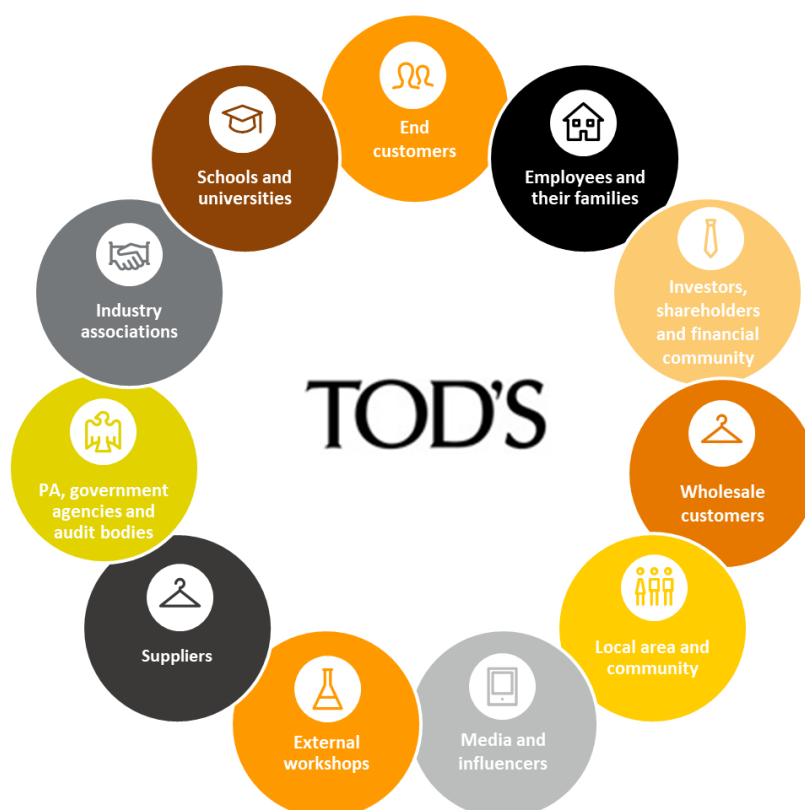 End
customers
Employees and
their families
Investors,
shareholders
and financial
community
Wholesale
customers
Local area and
community
Media and
influencers
External
workshops
Suppliers
PA, government
agencies and
audit bodies
Industry
associations
Schools and
universities
TOD'S